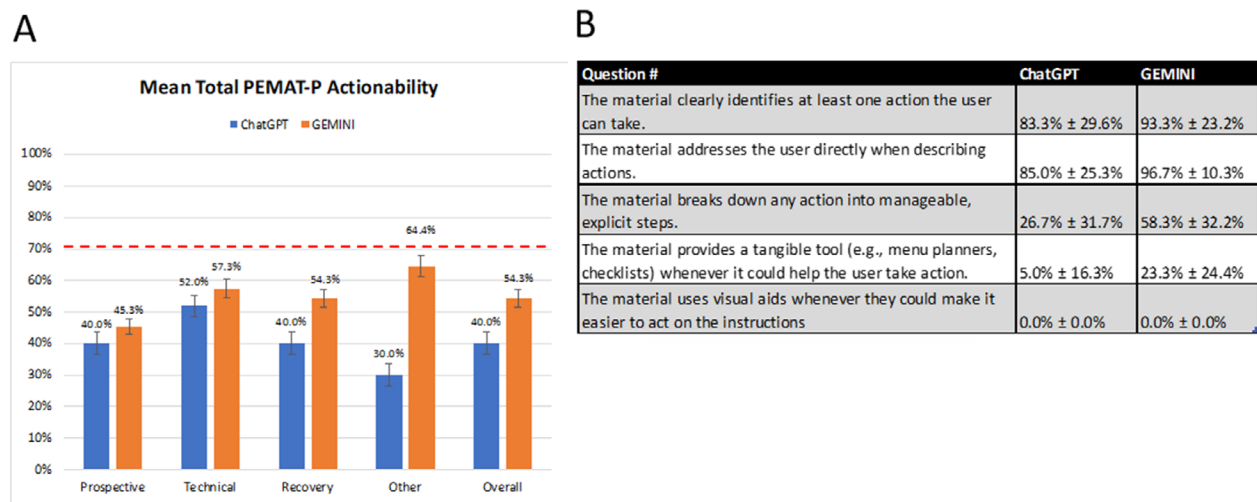 A
B
Mean Total PEMAT-P Actionability
ChatGPT GEMINI
100%
90%
80%
70%
60%
50%
40%
30%
20%
10%
0%
40.0%
45.3%
52.0%
57.3%
40.0%
54.3%
30.0%
64.4%
40.0%
54.3%
Prospective Technical Recovery Other Overall
Question # ChatGPT GEMINI
The material clearly identifies at least one action the user
can take. 83.3% ± 29.6% 93.3% ± 23.2%
The material addresses the user directly when describing
actions. 85.0% ± 25.3% 96.7% ± 10.3%
The material breaks down any action into manageable,
explicit steps. 26.7% ± 31.7% 58.3% ± 32.2%
The material provides a tangible tool (e.g., menu planners,
checklists) whenever it could help the user take action. 5.0% ± 16.3% 23.3% ± 24.4%
The material uses visual aids whenever they could make it
easier to act on the instructions 0.0% ± 0.0% 0.0% ± 0.0%